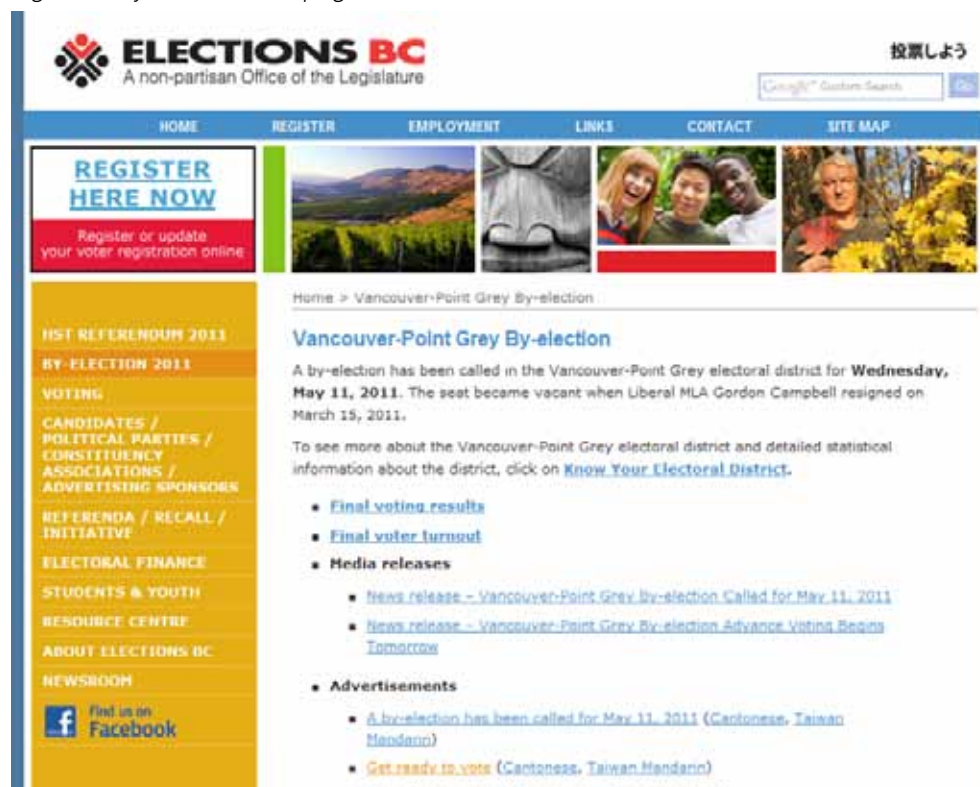 ELECTIONS BC
A non-partisan Office of the Legislature
投票しよう
Google™ Custom Search
Go
HOME REGISTER EMPLOYMENT LINKS CONTACT SITE MAP
REGISTER
HERE NOW
Register or update
your voter registration online
HST REFERENDUM 2011
BY-ELECTION 2011
VOTING
CANDIDATES /
POLITICAL PARTIES /
CONSTITUENCY
ASSOCIATIONS /
ADVERTISING SPONSORS
REFERENDA / RECALL /
INITIATIVE
ELECTORAL FINANCE
STUDENTS & YOUTH
RESOURCE CENTRE
ABOUT ELECTIONS BC
NEWSROOM
Find us on
Facebook
Home > Vancouver-Point Grey By-election
Vancouver-Point Grey By-election
A by-election has been called in the Vancouver-Point Grey electoral district for Wednesday,
May 11, 2011. The seat became vacant when Liberal MLA Gordon Campbell resigned on
March 15, 2011.
To see more about the Vancouver-Point Grey electoral district and detailed statistical
information about the district, click on Know Your Electoral District.
Final voting results
Final voter turnout
Media releases
News release – Vancouver-Point Grey By-election Called for May 11, 2011
News release – Vancouver-Point Grey By-election Advance Voting Begins
Tomorrow
Advertisements
A by-election has been called for May 11, 2011 (Cantonese, Taiwan
Mandarin)
Get ready to vote (Cantonese, Taiwan Mandarin)